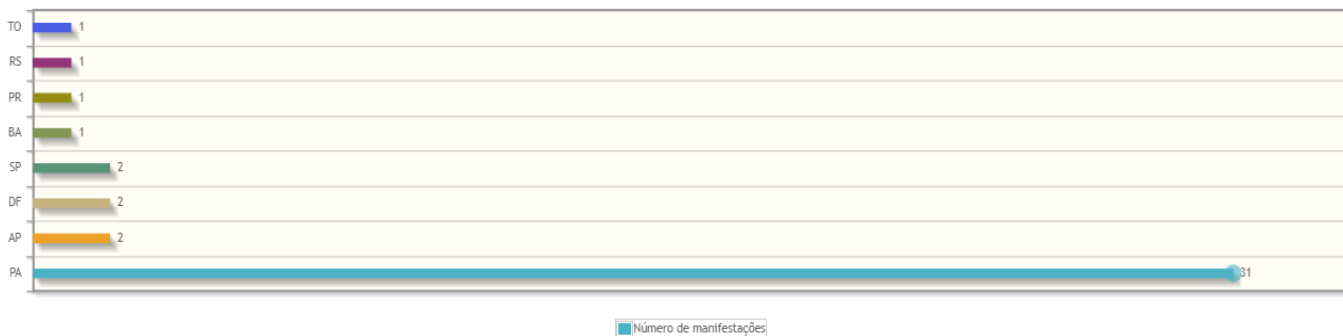 TO 1
RS 1
PR 1
BA 1
SP 2
DF 2
AP 2
PA 31
Número de manifestações